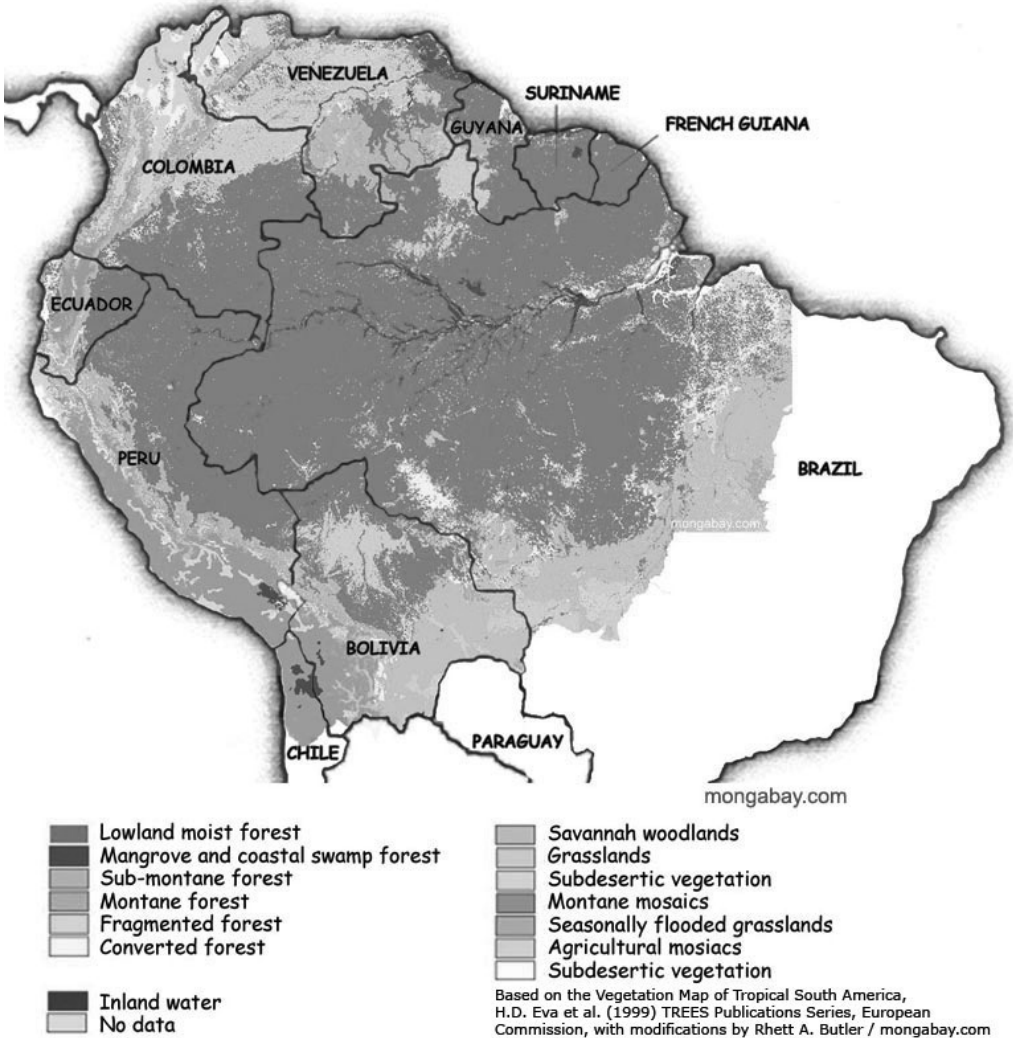 VENEZUELA
SURINAME
GUYANA
FRENCH GUIANA
COLOMBIA
ECUADOR
PERU
BRAZIL
mongabay.com
BOLIVIA
CHILE
PARAGUAY
mongabay.com
Lowland moist forest
Mangrove and coastal swamp forest
Sub-montane forest
Montane forest
Fragmented forest
Converted forest
Inland water
No data
Savannah woodlands
Grasslands
Subdesertic vegetation
Montane mosaics
Seasonally flooded grasslands
Agricultural mosiacs
Subdesertic vegetation
Based on the Vegetation Map of Tropical South America,
H.D. Eva et al. (1999) TREES Publications Series, European
Commission, with modifications by Rhett A. Butler / mongabay.com